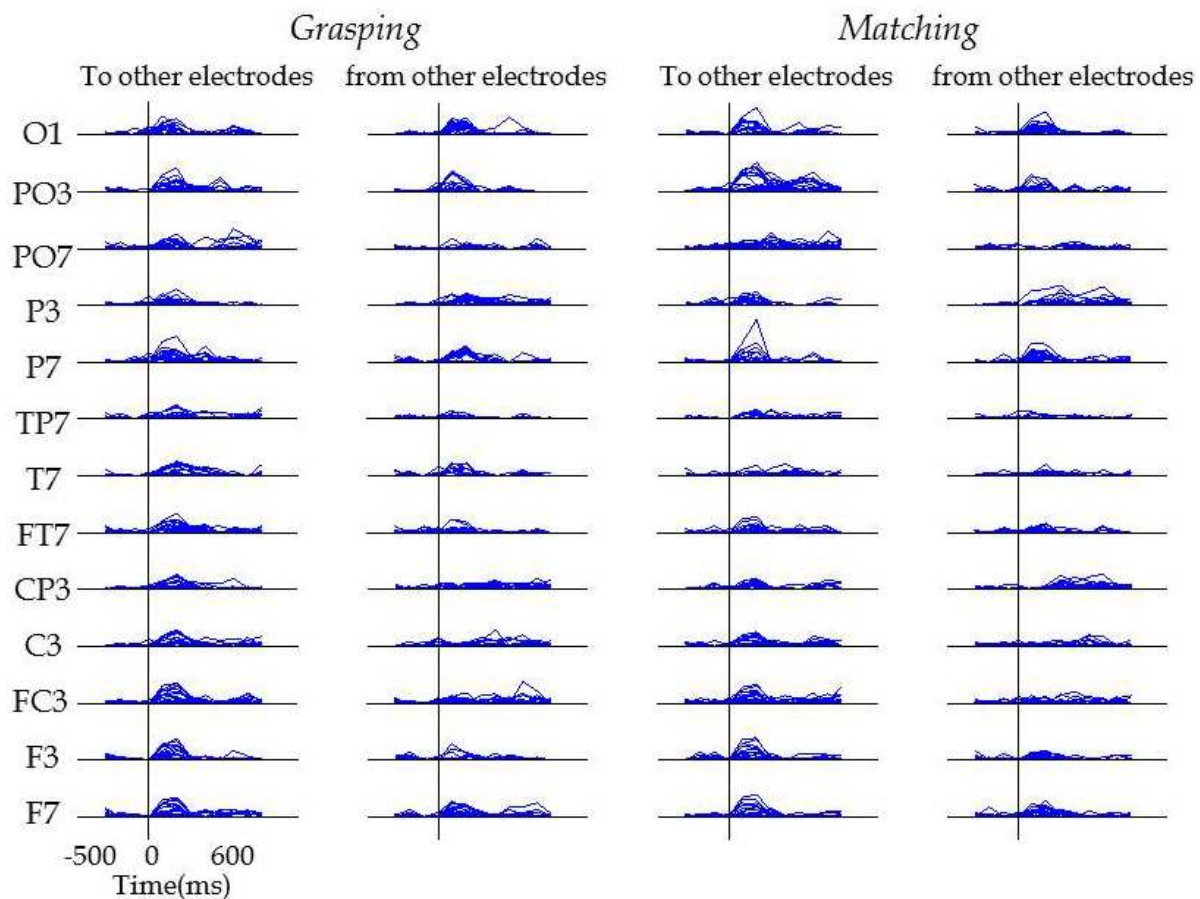 Grasping Matching
To other electrodes from other electrodes To other electrodes from other electrodes
O1
PO3
PO7
P3
P7
TP7
T7
FT7
CP3
C3
FC3
F3
F7
-500 0 600
Time(ms)